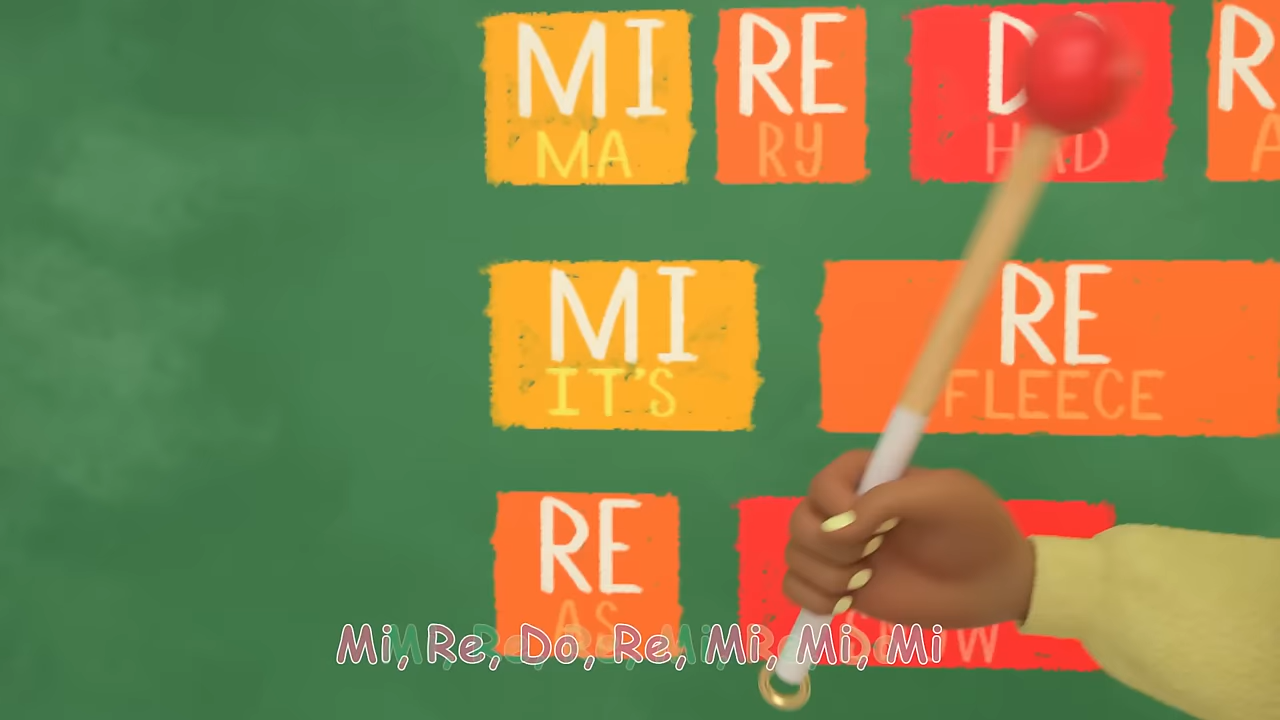 MI RE D R
MA RY HAD A
MI RE
IT'S FLEECE
RE
AS
Mi, Re, Do, Re, Mi, Mi, Mi